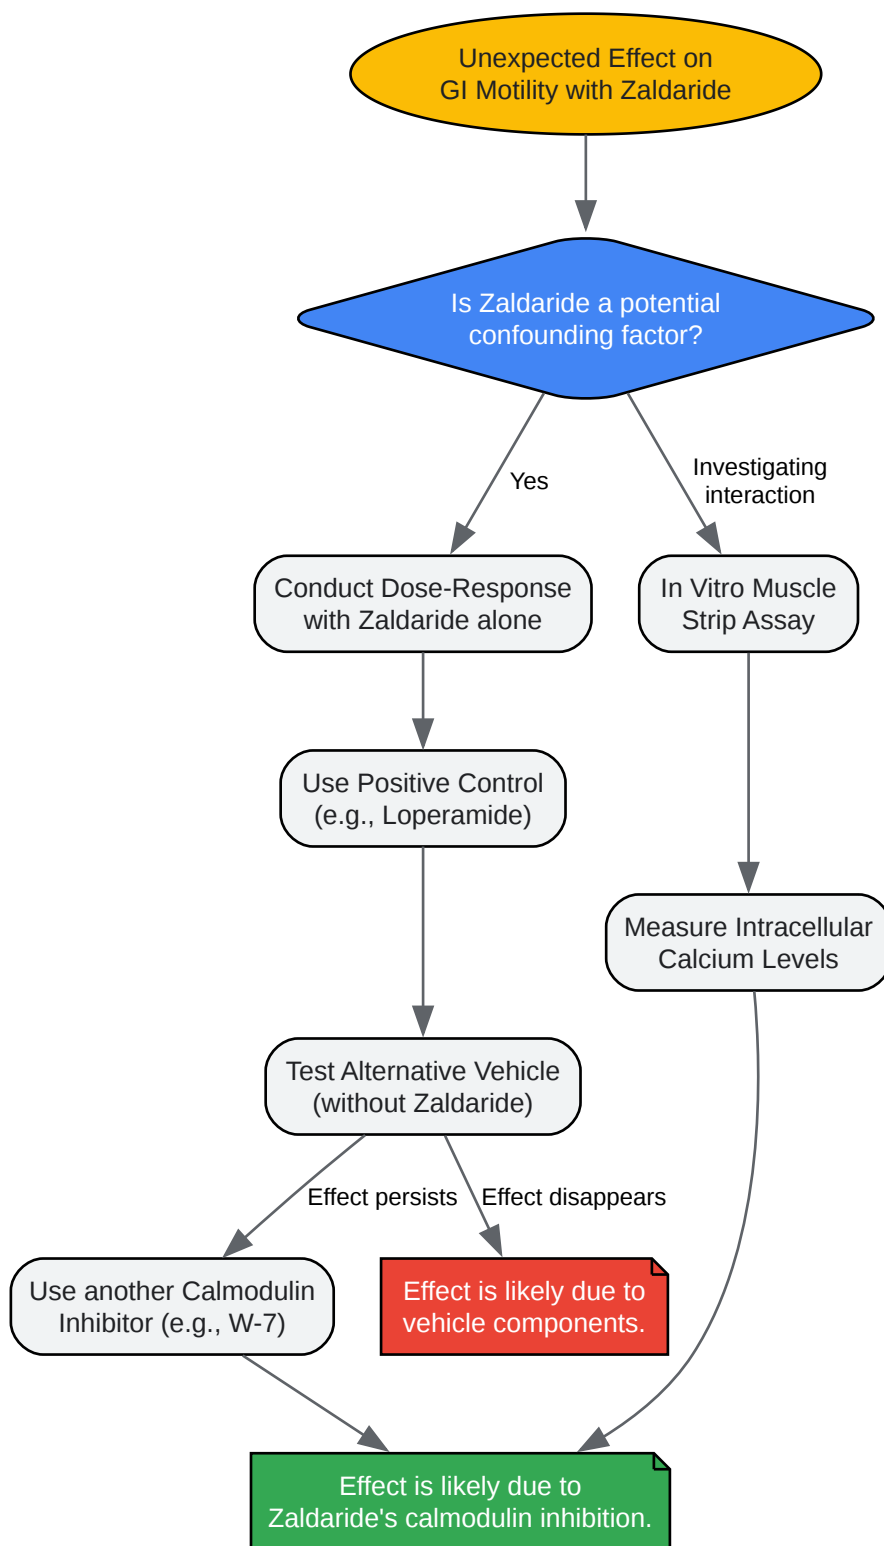 Unexpected Effect on
GI Motility with Zaldaride
Is Zaldaride a potential
confounding factor?
Yes
Investigating
interaction
Conduct Dose-Response
with Zaldaride alone
In Vitro Muscle
Strip Assay
Use Positive Control
(e.g., Loperamide)
Measure Intracellular
Calcium Levels
Test Alternative Vehicle
(without Zaldaride)
Effect persists
Effect disappears
Use another Calmodulin
Inhibitor (e.g., W-7)
Effect is likely due to
vehicle components.
Effect is likely due to
Zaldaride's calmodulin inhibition.